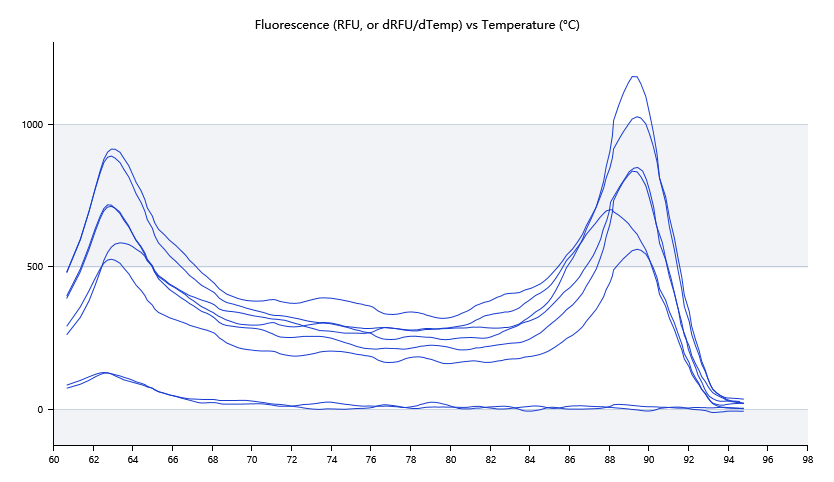 Fluorescence (RFU, or dRFU/dTemp) vs Temperature (°C)
1000
500
0
60 62 64 66 68 70 72 74 76 78 80 82 84 86 88 90 92 94 96 98